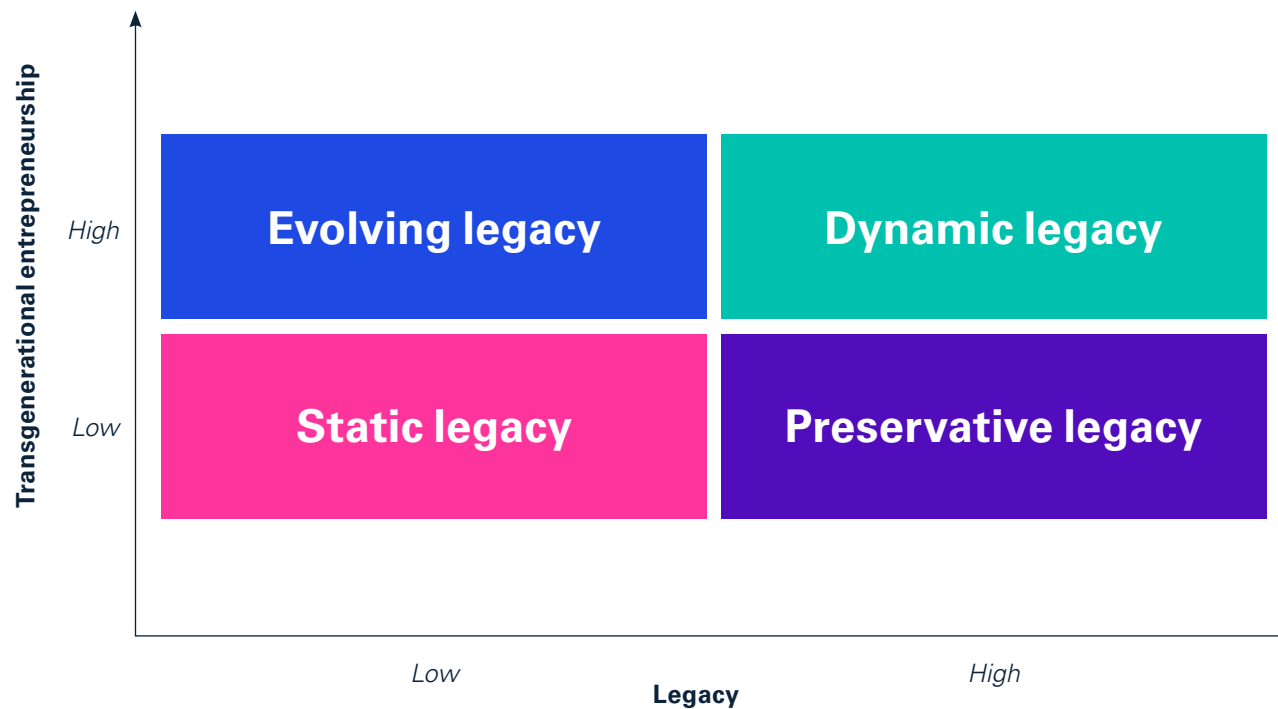 Transgenerational entrepreneurship
High
Evolving legacy
Dynamic legacy
Low
Static legacy
Preservative legacy
Low
High
Legacy